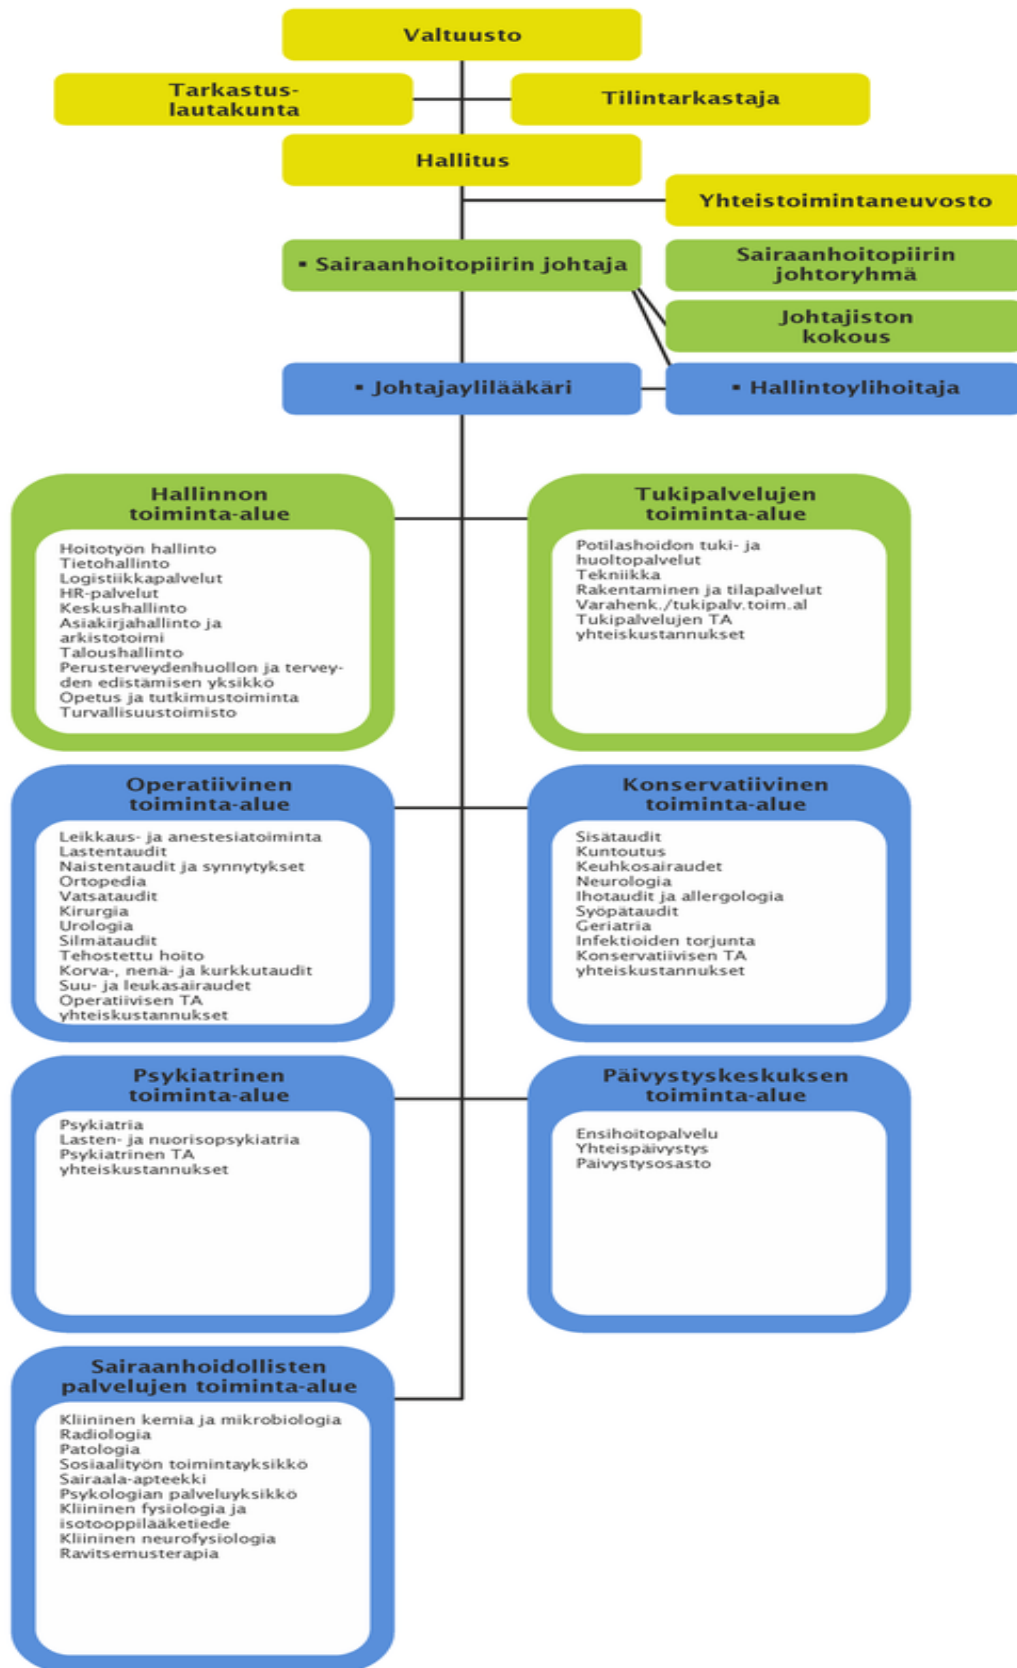 Valtuusto
Tarkastus-
lautakunta
Tilintarkastaja
Hallitus
Yhteistoimintaneuvosto
▪ Sairaanhoitopiirin johtaja
Sairaanhoitopiirin
johtoryhmä
Johtajiston
kokous
▪ Johtajaylilääkäri
▪ Hallintoylihoitaja
Hallinnon
toiminta-alue
Hoitotyön hallinto
Tietohallinto
Logistiikkapalvelut
HR-palvelut
Keskushallinto
Asiakirjahallinto ja
arkistotoimi
Taloushallinto
Perusterveydenhuollon ja tervey-
den edistämisen yksikkö
Opetus ja tutkimustoiminta
Turvallisuustoimisto
Tukipalvelujen
toiminta-alue
Potilashoidon tuki- ja
huoltopalvelut
Tekniikka
Rakentaminen ja tilapalvelut
Varahenk./tukipalv.toim.al
Tukipalvelujen TA
yhteiskustannukset
Operatiivinen
toiminta-alue
Leikkaus- ja anestesiatoiminta
Lastentaudit
Naistentaudit ja synnytykset
Ortopedia
Vatsataudit
Kirurgia
Urologia
Silmätaudit
Tehostettu hoito
Korva-, nenä- ja kurkkutaudit
Suu- ja leukasairaudet
Operatiivisen TA
yhteiskustannukset
Konservatiivinen
toiminta-alue
Sisätaudit
Kuntoutus
Keuhkosairaudet
Neurologia
Ihotaudit ja allergologia
Syöpätaudit
Geriatria
Infektioiden torjunta
Konservatiivisen TA
yhteiskustannukset
Psykiatrinen
toiminta-alue
Psykiatria
Lasten- ja nuorisopsykiatria
Psykiatrinen TA
yhteiskustannukset
Päivystyskeskuksen
toiminta-alue
Ensihoitopalvelu
Yhteispäivystys
Päivystysosasto
Sairaanhoidollisten
palvelujen toiminta-alue
Kliininen kemia ja mikrobiologia
Radiologia
Patologia
Sosiaalityön toimintayksikkö
Sairaala-apteekki
Psykologian palveluyksikkö
Kliininen fysiologia ja
isotooppilääketiede
Kliininen neurofysiologia
Ravitsemusterapia